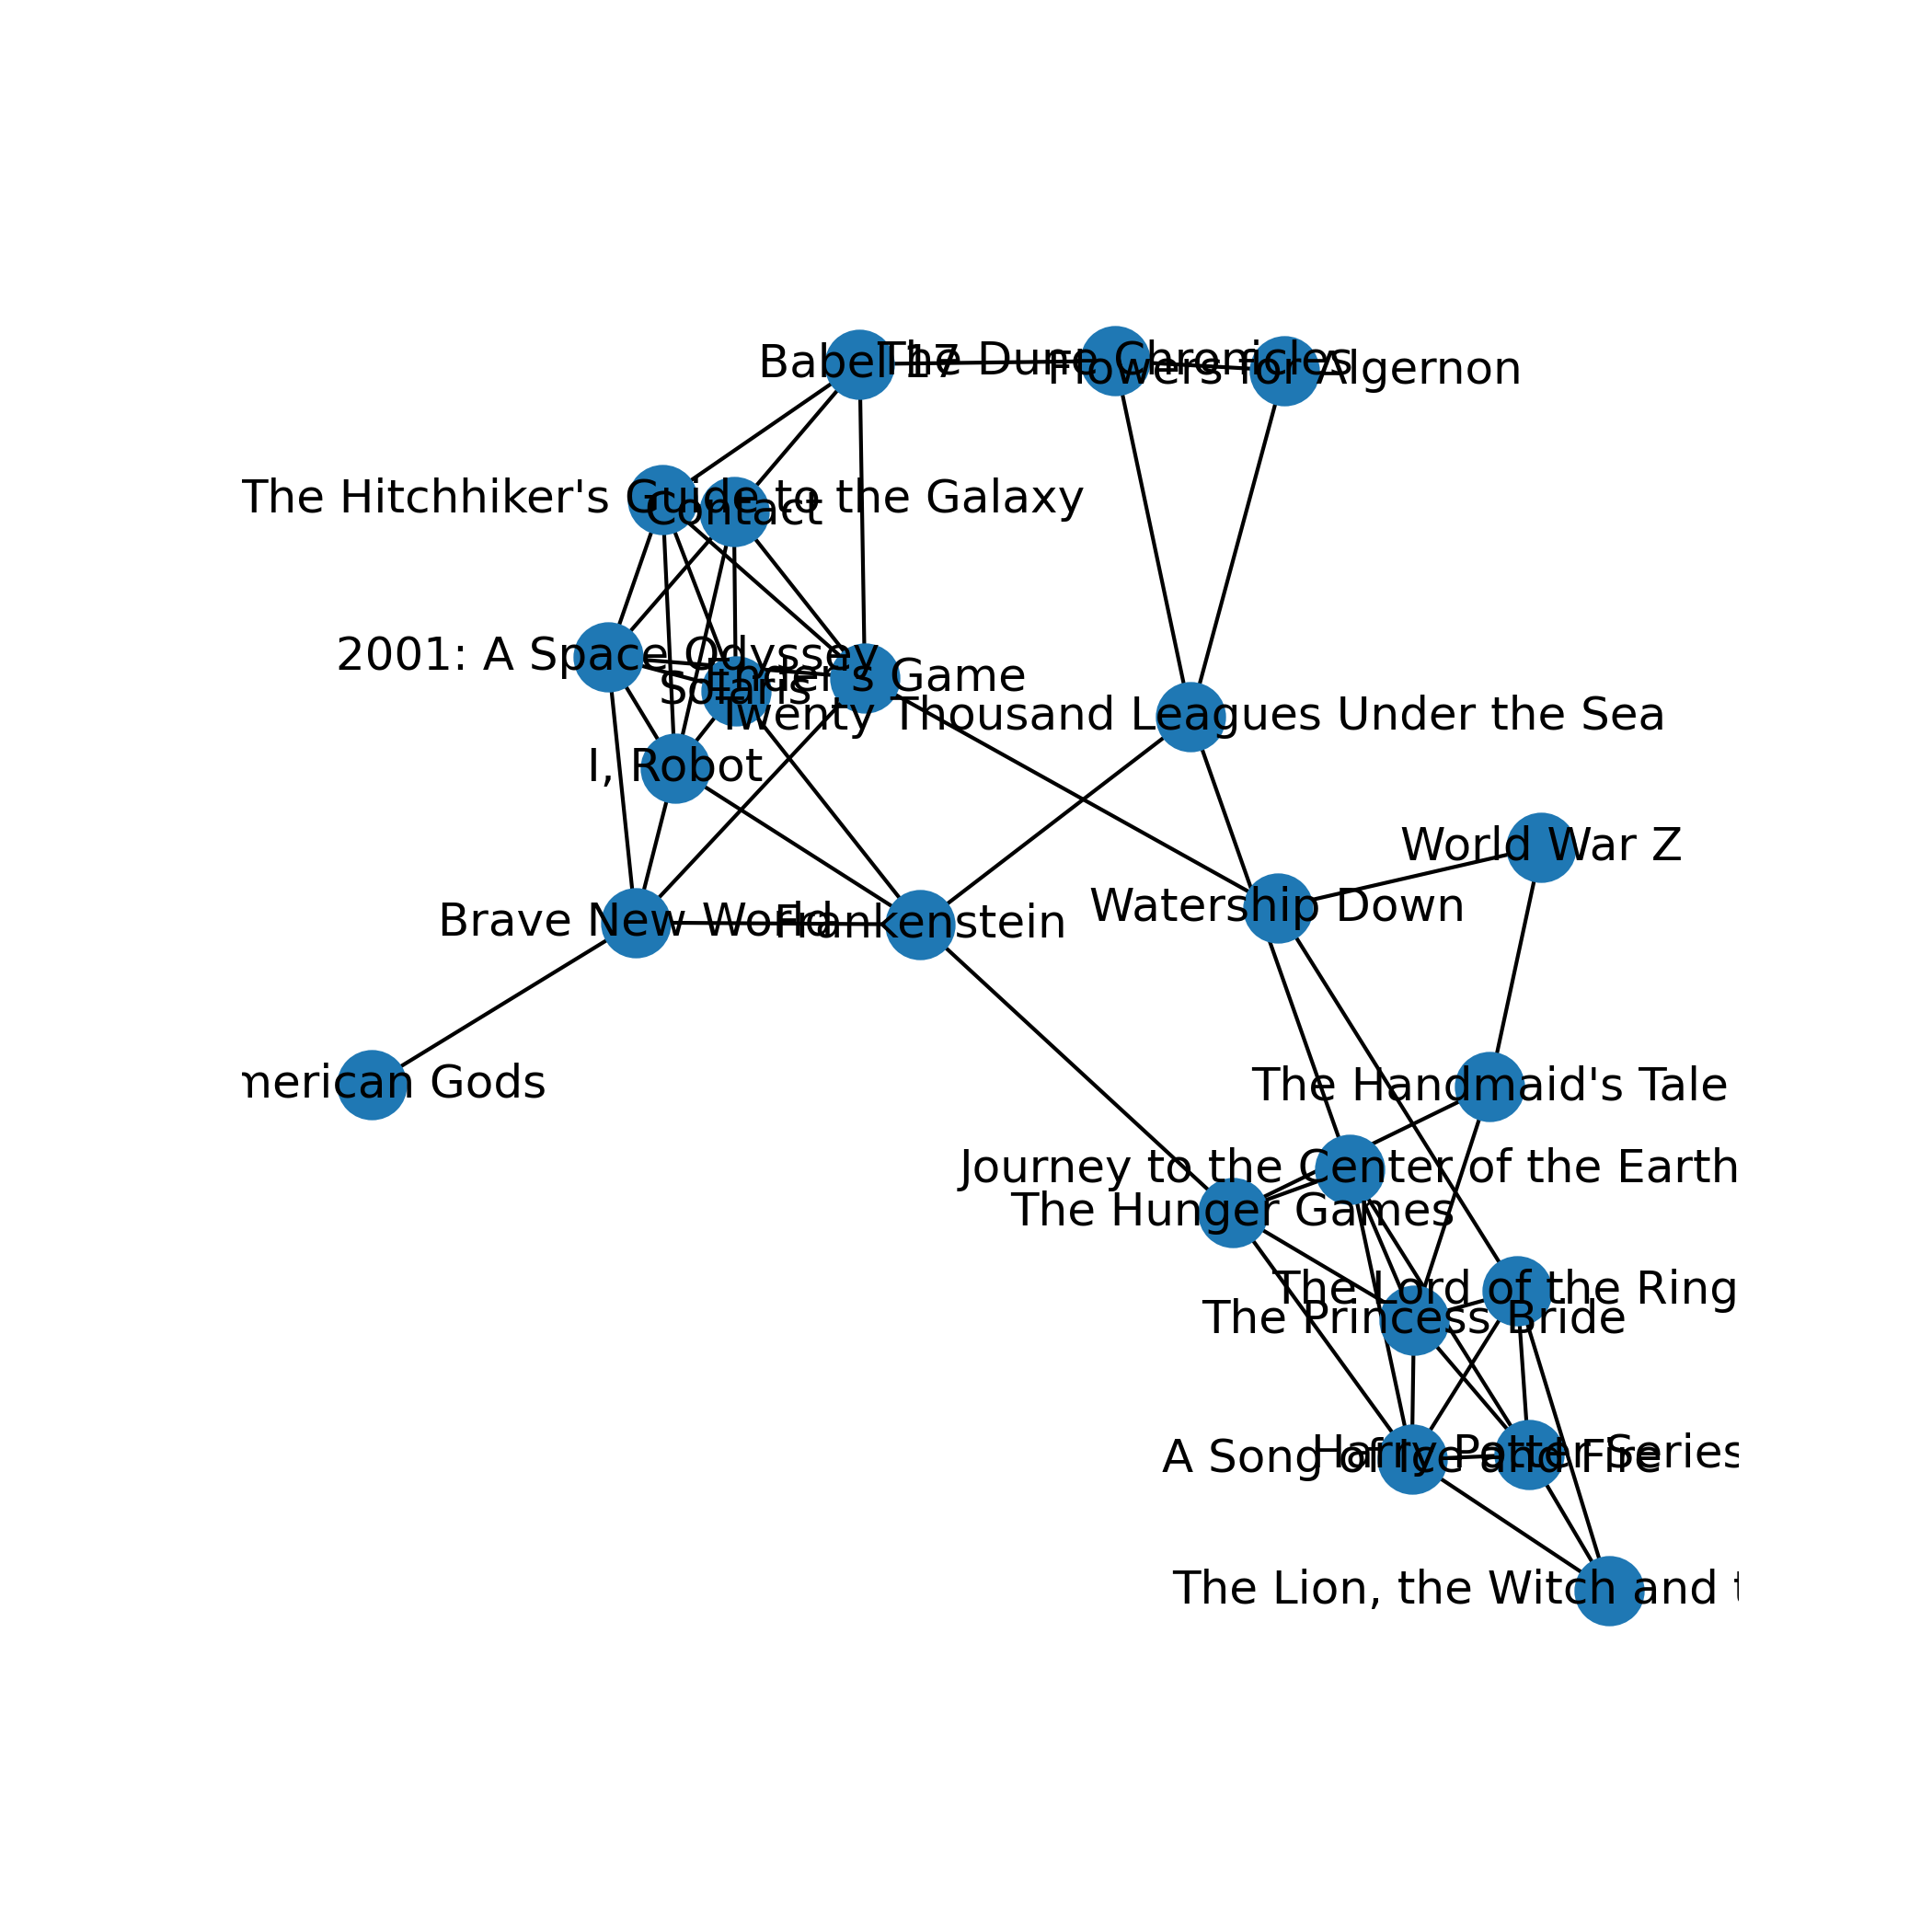 Babel 17
The Dune Chronicles
Flowers for Algernon
The Hitchhiker's Guide to the Galaxy
Contact
2001: A Space Odyssey
Ender's Game
Solaris
Twenty Thousand Leagues Under the Sea
I, Robot
World War Z
Watership Down
Brave New World
Frankenstein
merican Gods
The Handmaid's Tale
Journey to the Center of the Earth
The Hunger Games
The Lord of the Ring
The Princess Bride
Harry Potter Series
A Song of Ice and Fire
The Lion, the Witch and t